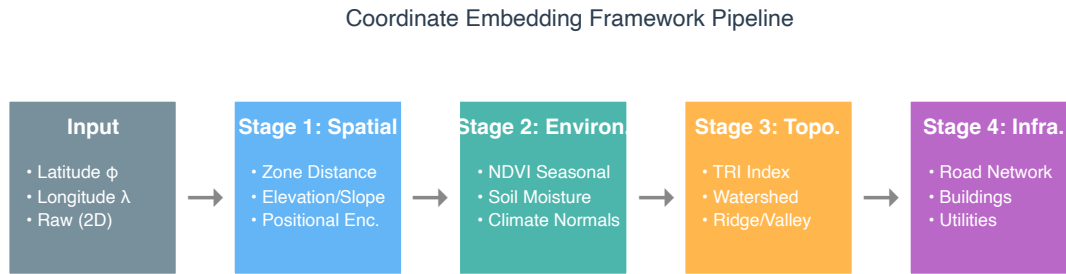 Coordinate Embedding Framework Pipeline
Input
• Latitude ϕ
• Longitude λ
• Raw (2D)
Stage 1: Spatial
• Zone Distance
• Elevation/Slope
• Positional Enc.
Stage 2: Environ.
• NDVI Seasonal
• Soil Moisture
• Climate Normals
Stage 3: Topo.
• TRI Index
• Watershed
• Ridge/Valley
Stage 4: Infra.
• Road Network
• Buildings
• Utilities